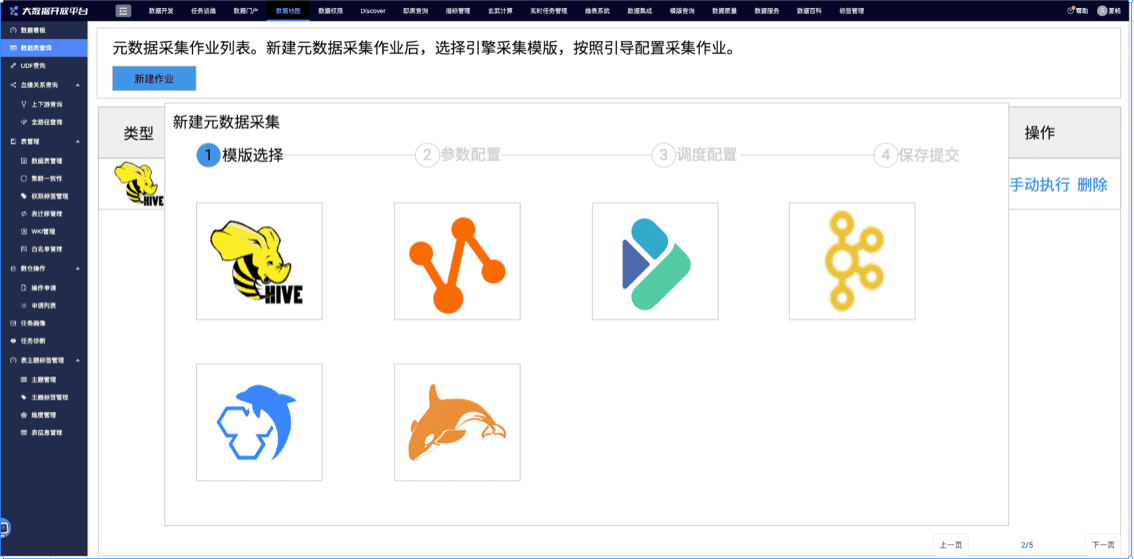 大数据开放平台
数据开发 任务运维 数据门户 数据地图 数据权限 Discover 即席查询 指标管理 玄武计算 实时任务管理 维表系统 数据集成 模版查询 数据质量 数据服务 数据百科 标签管理
帮助
数据看板
数据表查询
UDF查询
血缘关系查询
上下游查询
全路径查询
表管理
数据表管理
集群一致性
权限标签管理
表迁移管理
WIKI管理
白名单管理
数仓操作
操作申请
申请列表
任务画像
任务诊断
表主题标签管理
主题管理
主题标签管理
维度管理
表信息管理
元数据采集作业列表。新建元数据采集作业后，选择引擎采集模版，按照引导配置采集作业。
新建作业
类型
操作
HIVE
手动执行 删除
新建元数据采集
1 模版选择
2 参数配置
3 调度配置
4 保存提交
HIVE
上一页
2/5
下一页